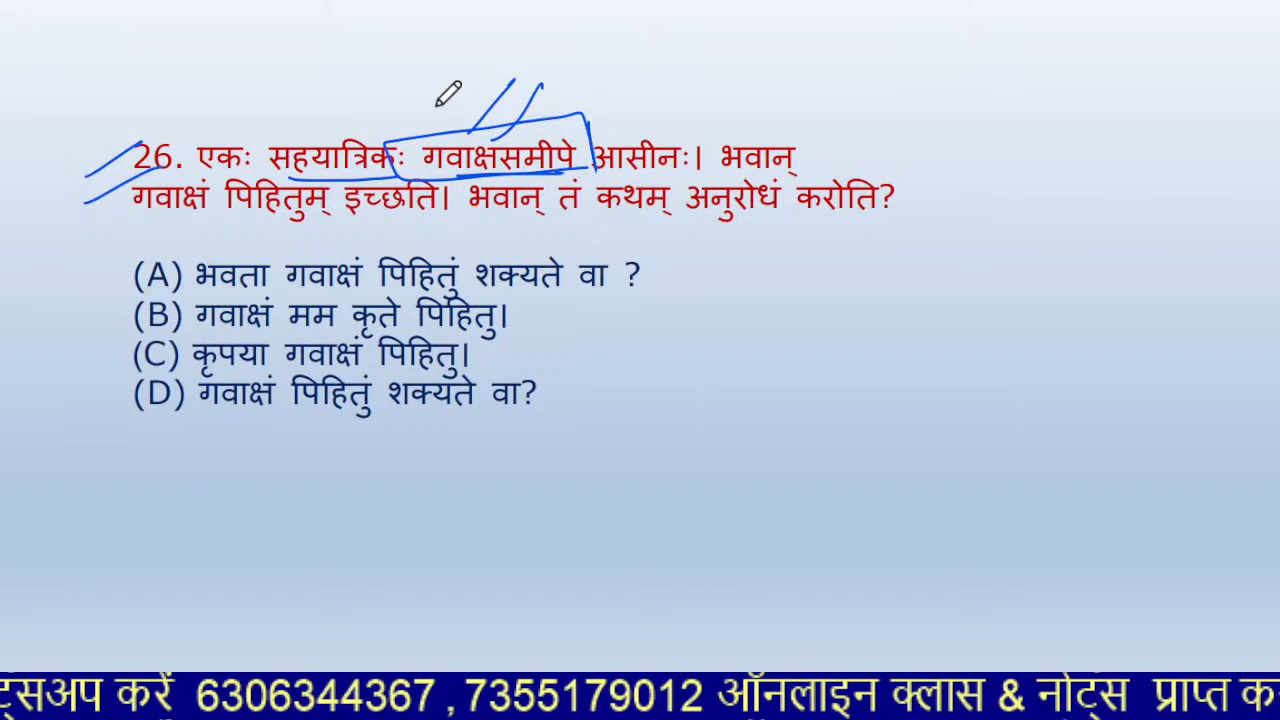 26. एकः सहयात्रिकः गवाक्षसमीपे आसीनः। भवान्
गवाक्षं पिहितुम् इच्छति। भवान् तं कथम् अनुरोधं करोति?
(A) भवता गवाक्षं पिहितुं शक्यते वा ?
(B) गवाक्षं मम कृते पिहितु।
(C) कृपया गवाक्षं पिहितु।
(D) गवाक्षं पिहितुं शक्यते वा?
ट्सअप करें 6306344367 ,7355179012 ऑनलाइन क्लास & नोट्स प्राप्त क